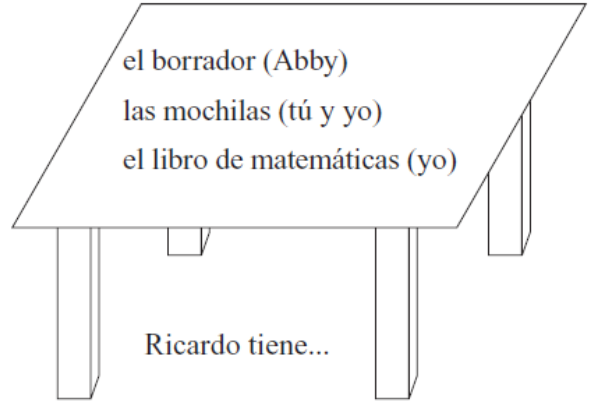 el borrador (Abby)
las mochilas (tú y yo)
el libro de matemáticas (yo)
Ricardo tiene...